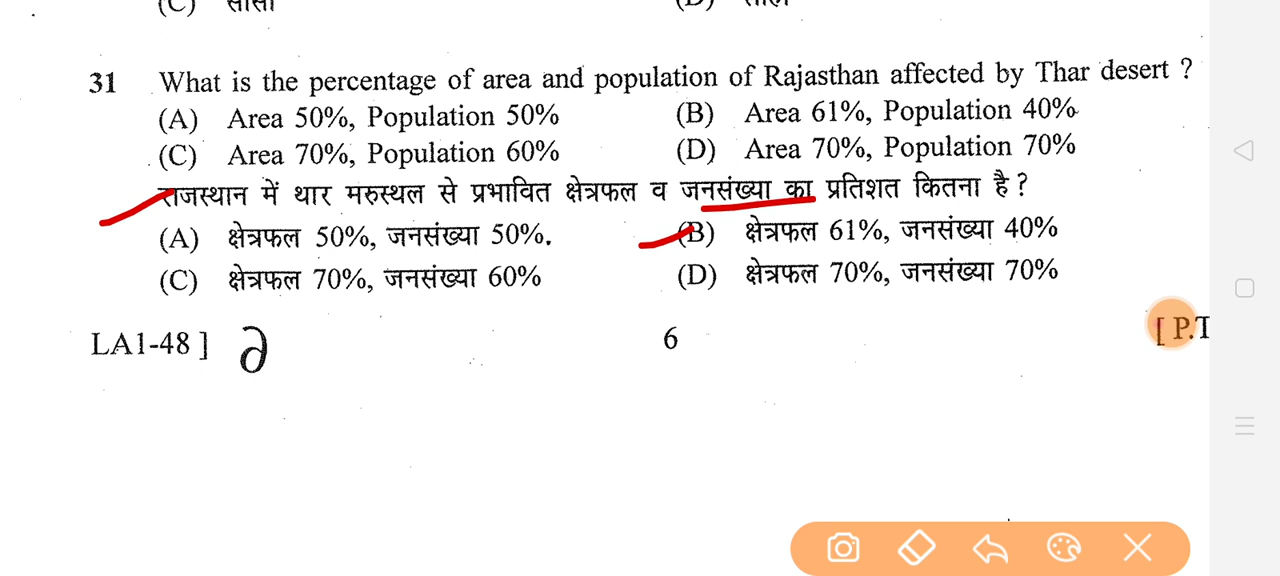 31 What is the percentage of area and population of Rajasthan affected by Thar desert ?
(A) Area 50%, Population 50% (B) Area 61%, Population 40%
(C) Area 70%, Population 60% (D) Area 70%, Population 70%
राजस्थान में थार मरुस्थल से प्रभावित क्षेत्रफल व जनसंख्या का प्रतिशत कितना है ?
(A) क्षेत्रफल 50%, जनसंख्या 50%. (B) क्षेत्रफल 61%, जनसंख्या 40%
(C) क्षेत्रफल 70%, जनसंख्या 60% (D) क्षेत्रफल 70%, जनसंख्या 70%
LA1-48 ] 6 [ P.T